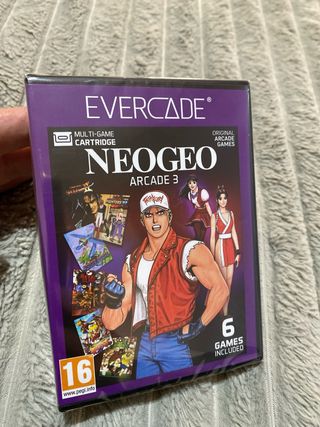 EVERCADE®
MULTI-GAME
CARTRIDGE
ORIGINAL
ARCADE
GAMES
NEOGEO
ARCADE 3
6
GAMES
INCLUDED
16
www.pegi.info